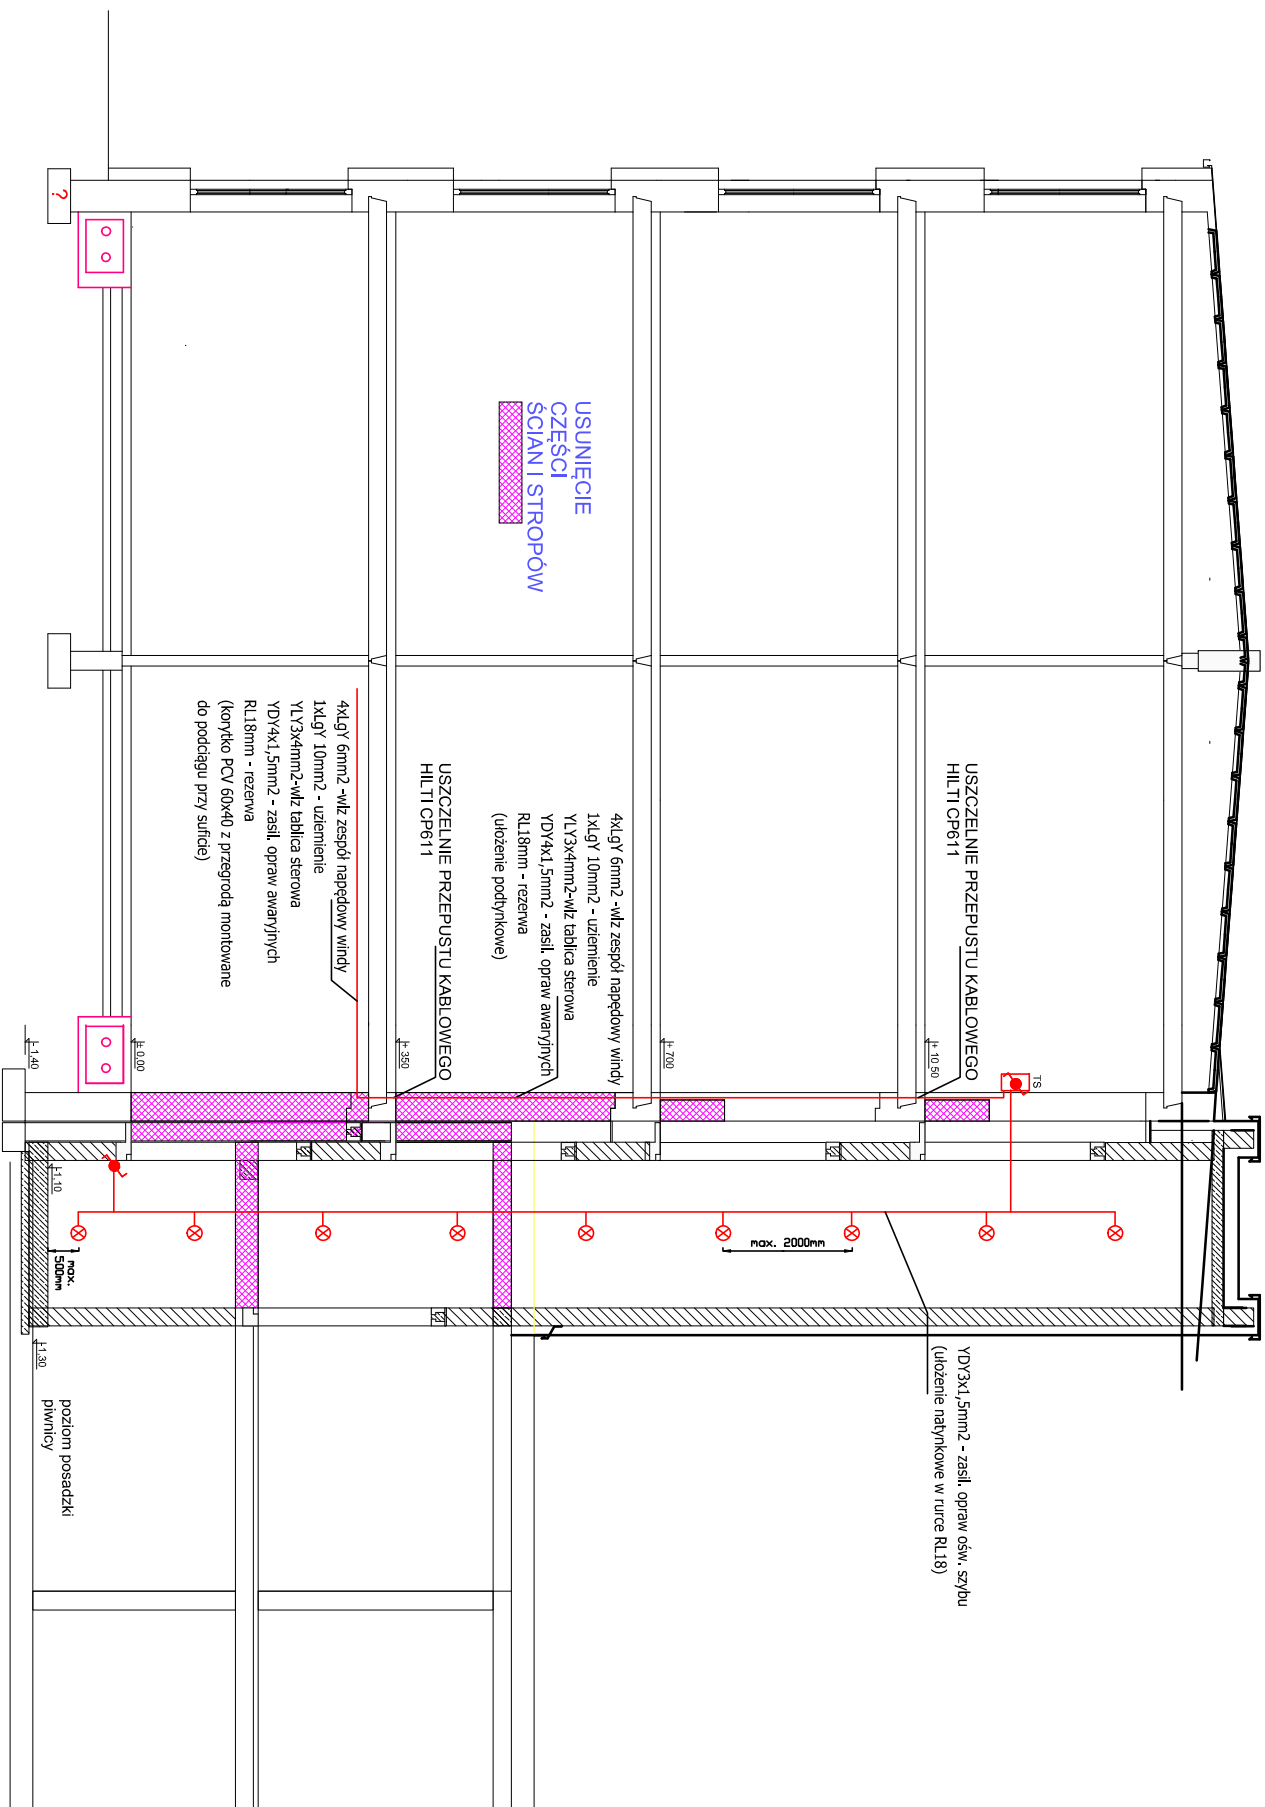 USUNIĘCIE
CZĘŚCI
ŚCIAN I STROPÓW
USZCZELNIE PRZEPUSTU KABLOWEGO
HILTI CP611
TS
+ 10 50
4xLgY 6mm2 -wlz zespół napędowy windy
1xLgY 10mm2 - uziemienie
YLY3x4mm2-wlz tablica sterowa
YDY4x1,5mm2 - zasil. opraw awaryjnych
RL18mm - rezerwa
(ułożenie podtynkowe)
+ 700
USZCZELNIE PRZEPUSTU KABLOWEGO
HILTI CP611
+ 350
4xLgY 6mm2 -wlz zespół napędowy windy
1xLgY 10mm2 - uziemienie
YLY3x4mm2-wlz tablica sterowa
YDY4x1,5mm2 - zasil. opraw awaryjnych
RL18mm - rezerwa
(korytko PCV 60x40 z przegrodą montowane
do podciągu przy suficie)
± 0.00
- 1,40
?
YDY3x1,5mm2 - zasil. opraw ośw. szybu
(ułożenie natynkowe w rurce RL18)
max. 2000mm
max.
500mm
-1,10
-1,30
poziom posadzki
piwnicy